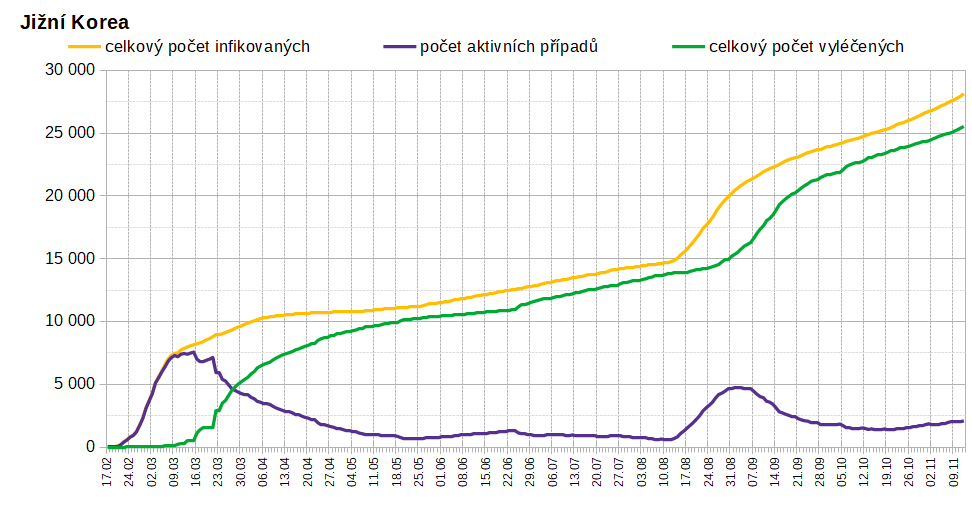 Jižní Korea
celkový počet infikovaných počet aktivních případů celkový počet vyléčených
30 000
25 000
20 000
15 000
10 000
5 000
0
17.02 24.02 02.03 09.03 16.03 23.03 30.03 06.04 13.04 20.04 27.04 04.05 11.05 18.05 25.05 01.06 08.06 15.06 22.06 29.06 06.07 13.07 20.07 27.07 03.08 10.08 17.08 24.08 31.08 07.09 14.09 21.09 28.09 05.10 12.10 19.10 26.10 02.11 09.11